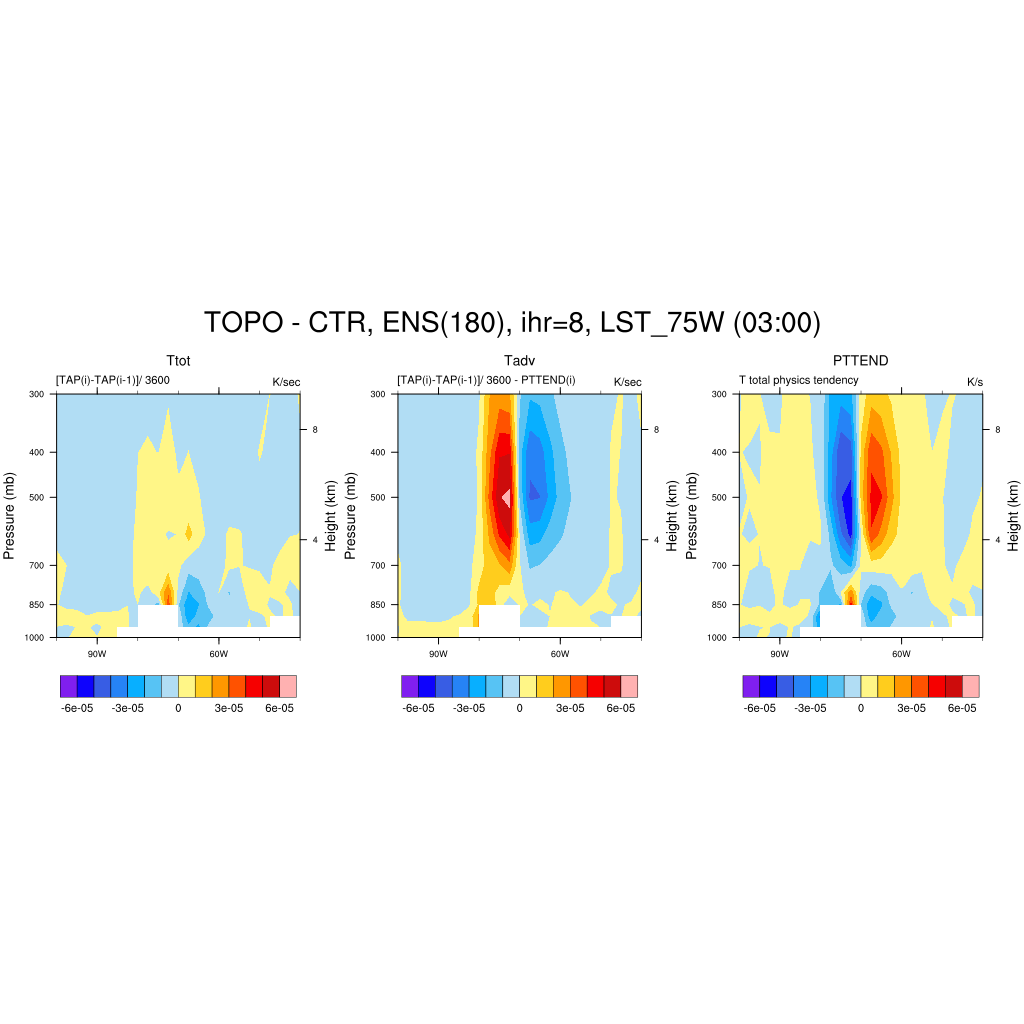 TOPO - CTR, ENS(180), ihr=8, LST_75W (03:00)
Ttot
[TAP(i)-TAP(i-1)]/ 3600 K/sec
300
400
500
700
850
1000
Pressure (mb)
90W 60W
8
4
Height (km)
-6e-05 -3e-05 0 3e-05 6e-05
Tadv
[TAP(i)-TAP(i-1)]/ 3600 - PTTEND(i) K/sec
300
400
500
700
850
1000
Pressure (mb)
90W 60W
8
4
Height (km)
-6e-05 -3e-05 0 3e-05 6e-05
PTTEND
T total physics tendency K/s
300
400
500
700
850
1000
Pressure (mb)
90W 60W
8
4
Height (km)
-6e-05 -3e-05 0 3e-05 6e-05